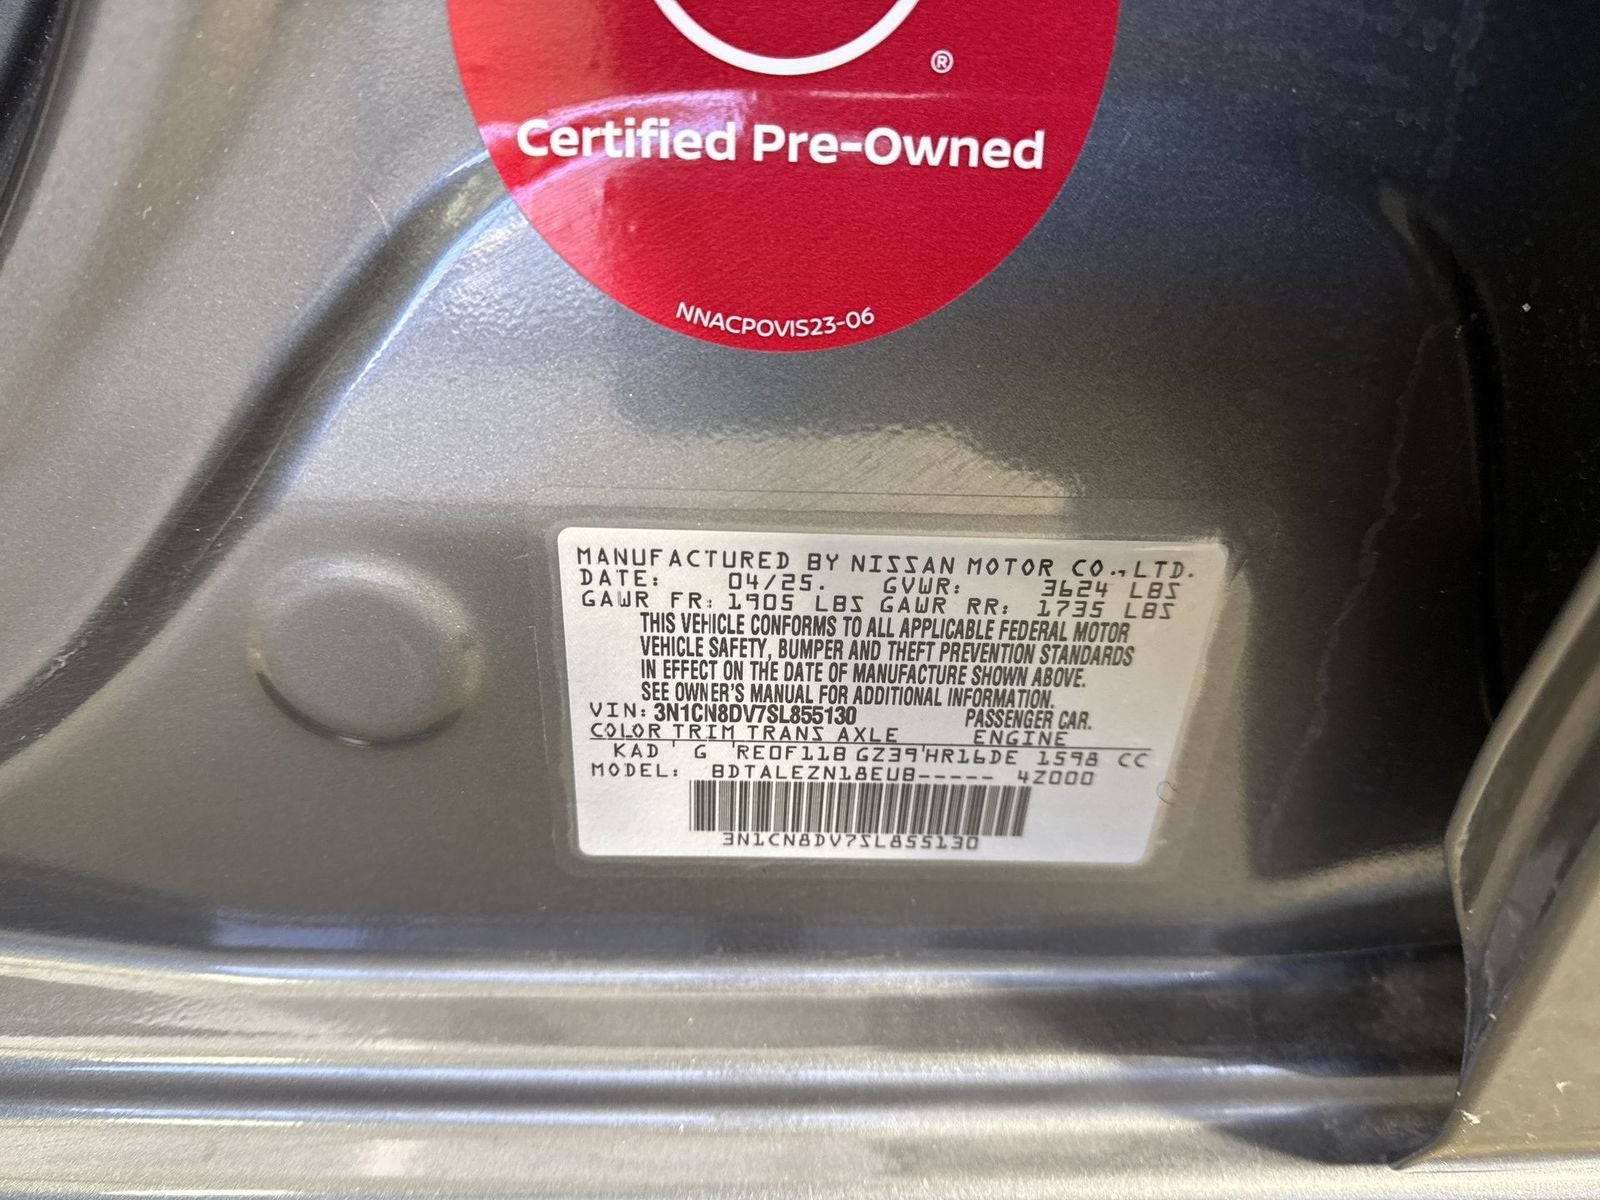 ®
Certified Pre-Owned
NNACPOVIS23-06
MANUFACTURED BY NISSAN MOTOR CO.,LTD.
DATE: 04/25. GVWR: 3624 LBS
GAWR FR: 1905 LBS GAWR RR: 1735 LBS
THIS VEHICLE CONFORMS TO ALL APPLICABLE FEDERAL MOTOR
VEHICLE SAFETY, BUMPER AND THEFT PREVENTION STANDARDS
IN EFFECT ON THE DATE OF MANUFACTURE SHOWN ABOVE.
SEE OWNER'S MANUAL FOR ADDITIONAL INFORMATION.
VIN: 3N1CN8DV7SL855130 PASSENGER CAR.
COLOR TRIM TRANS AXLE ENGINE
KAD G RE0F11B GZ39 HR16DE 1598 CC
MODEL: BDTALEZN18EUB----- 4Z000
3N1CN8DV7SL855130